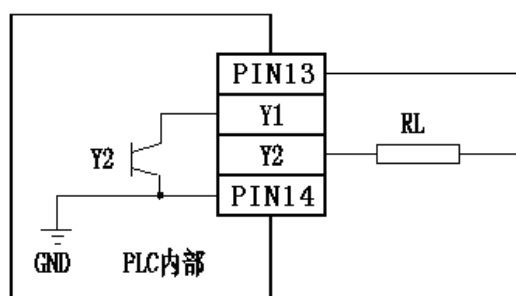 PIN13
Y1
RL
Y2
Y2
PIN14
GND
PLC内部